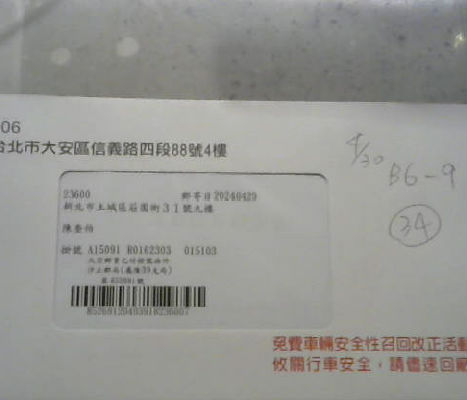 06
台北市大安區信義路四段88號4樓
4/30
B6-9
34
23600
郵寄日20240429
新北市土城區莊園街31號九樓
掛號 A15091 R0162303 015103
免費車輛安全性召回改正活動
攸關行車安全，請儘速回廠